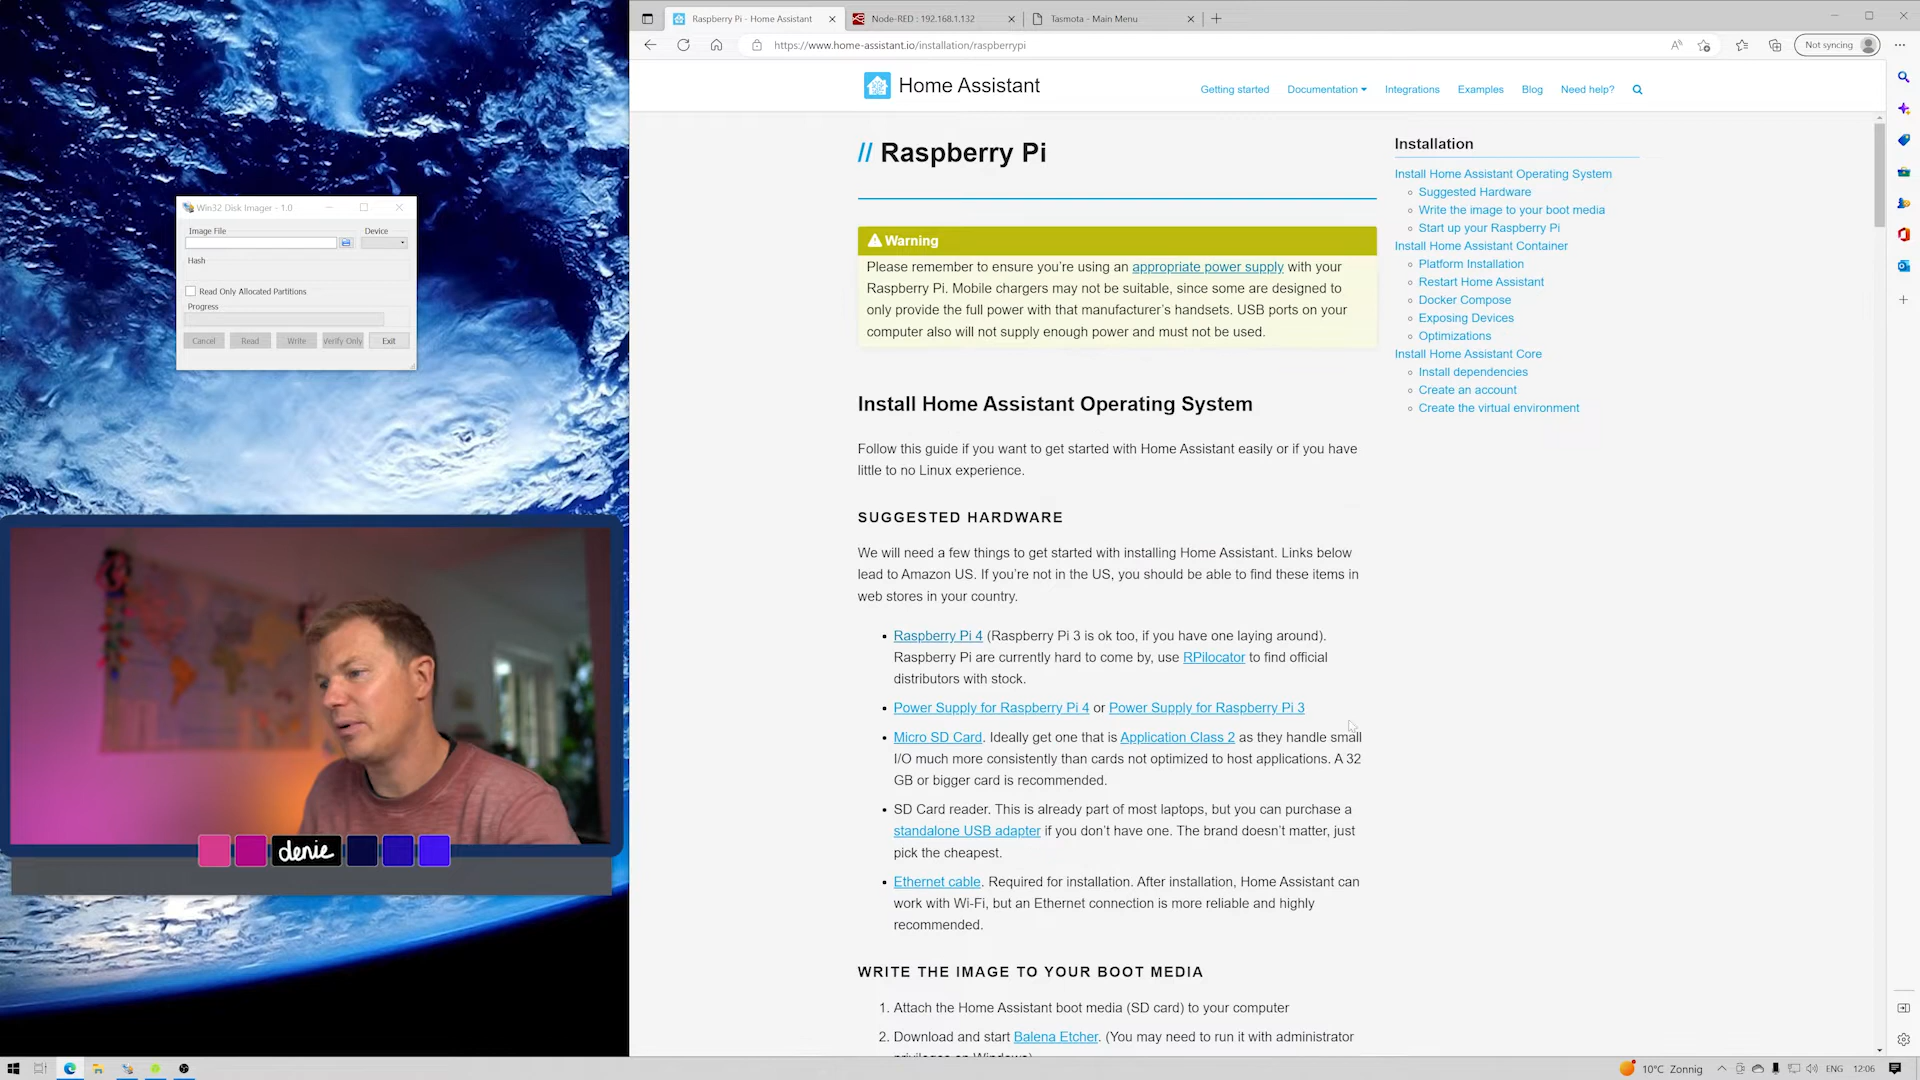 Raspberry Pi - Home Assistant
Node-RED : 192.168.1.132
Tasmota - Main Menu
https://www.home-assistant.io/installation/raspberrypi
Not syncing
Home Assistant
Getting started
Documentation
Integrations
Examples
Blog
Need help?
// Raspberry Pi
Warning
Please remember to ensure you're using an appropriate power supply with your
Raspberry Pi. Mobile chargers may not be suitable, since some are designed to
only provide the full power with that manufacturer's handsets. USB ports on your
computer also will not supply enough power and must not be used.
Install Home Assistant Operating System
Follow this guide if you want to get started with Home Assistant easily or if you have
little to no Linux experience.
SUGGESTED HARDWARE
We will need a few things to get started with installing Home Assistant. Links below
lead to Amazon US. If you're not in the US, you should be able to find these items in
web stores in your country.
Raspberry Pi 4 (Raspberry Pi 3 is ok too, if you have one laying around).
Raspberry Pi are currently hard to come by, use RPilocator to find official
distributors with stock.
Power Supply for Raspberry Pi 4 or Power Supply for Raspberry Pi 3
Micro SD Card. Ideally get one that is Application Class 2 as they handle small
I/O much more consistently than cards not optimized to host applications. A 32
GB or bigger card is recommended.
SD Card reader. This is already part of most laptops, but you can purchase a
standalone USB adapter if you don't have one. The brand doesn't matter, just
pick the cheapest.
Ethernet cable. Required for installation. After installation, Home Assistant can
work with Wi-Fi, but an Ethernet connection is more reliable and highly
recommended.
WRITE THE IMAGE TO YOUR BOOT MEDIA
1. Attach the Home Assistant boot media (SD card) to your computer
2. Download and start Balena Etcher. (You may need to run it with administrator
privileges on Windows)
Installation
Install Home Assistant Operating System
Suggested Hardware
Write the image to your boot media
Start up your Raspberry Pi
Install Home Assistant Container
Platform Installation
Restart Home Assistant
Docker Compose
Exposing Devices
Optimizations
Install Home Assistant Core
Install dependencies
Create an account
Create the virtual environment
Win32 Disk Imager - 1.0
Image File
Device
Hash
Read Only Allocated Partitions
Progress
Cancel
Read
Write
Verify Only
Exit
denie
10°C Zonnig
ENG
12:06